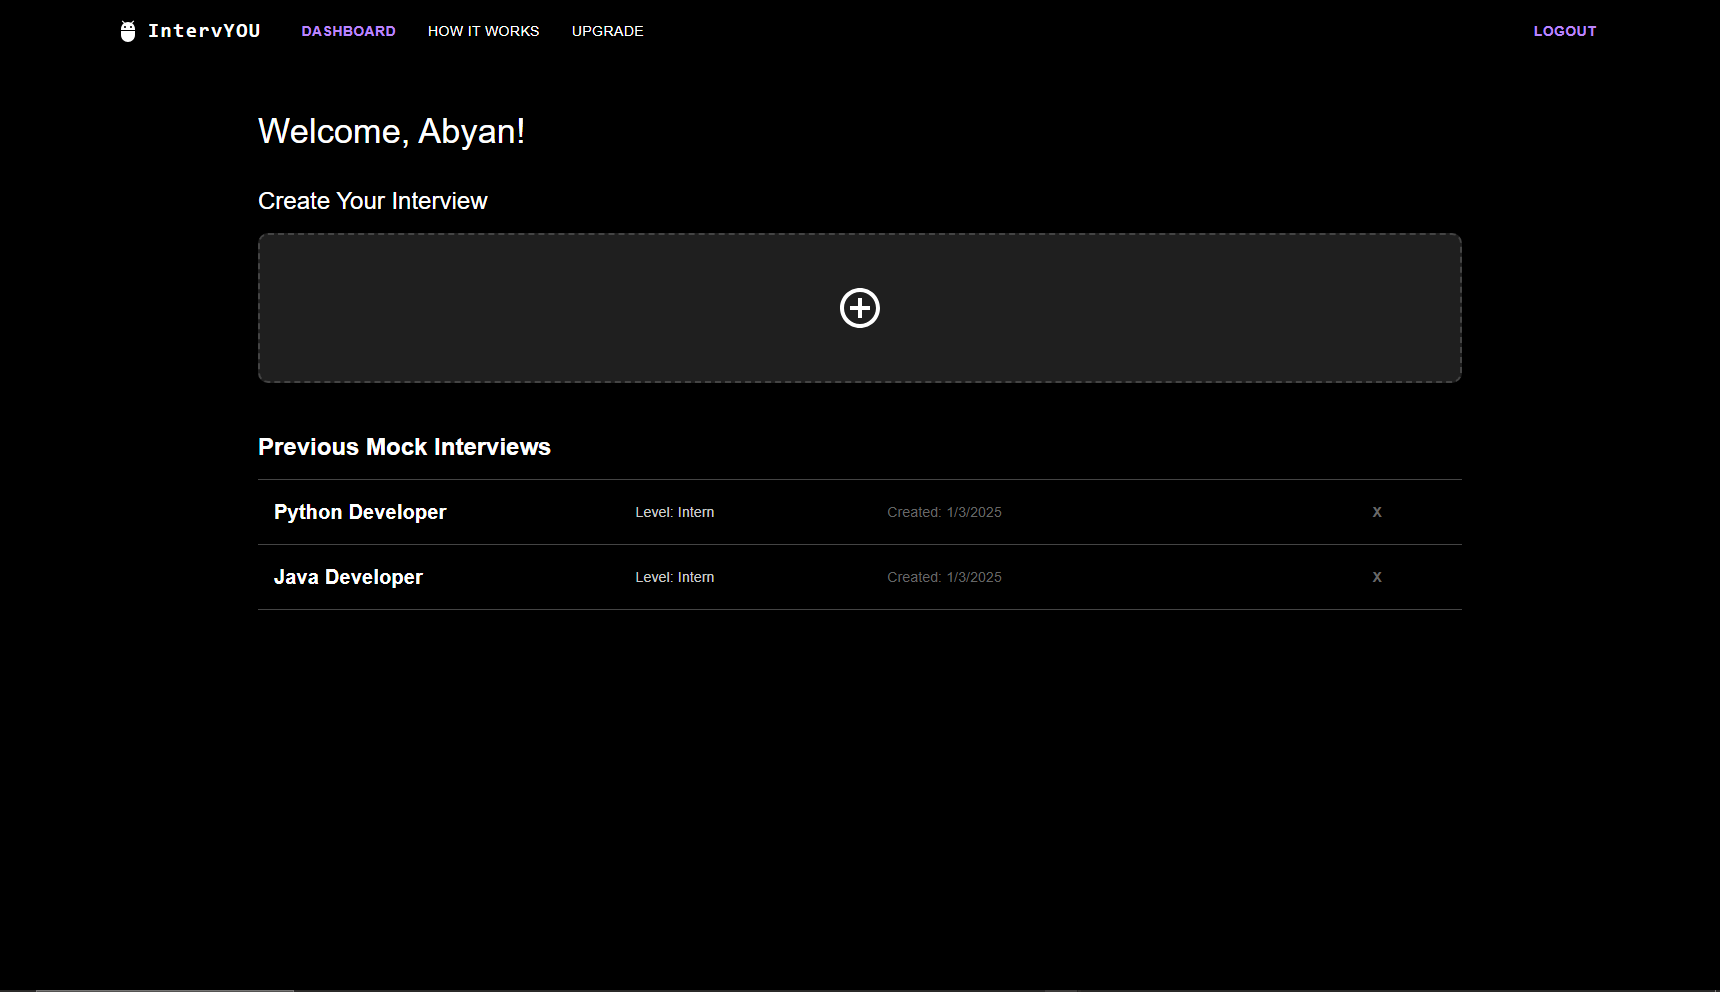 IntervYOU DASHBOARD HOW IT WORKS UPGRADE LOGOUT
Welcome, Abyan!
Create Your Interview
Previous Mock Interviews
Python Developer Level: Intern Created: 1/3/2025 X
Java Developer Level: Intern Created: 1/3/2025 X